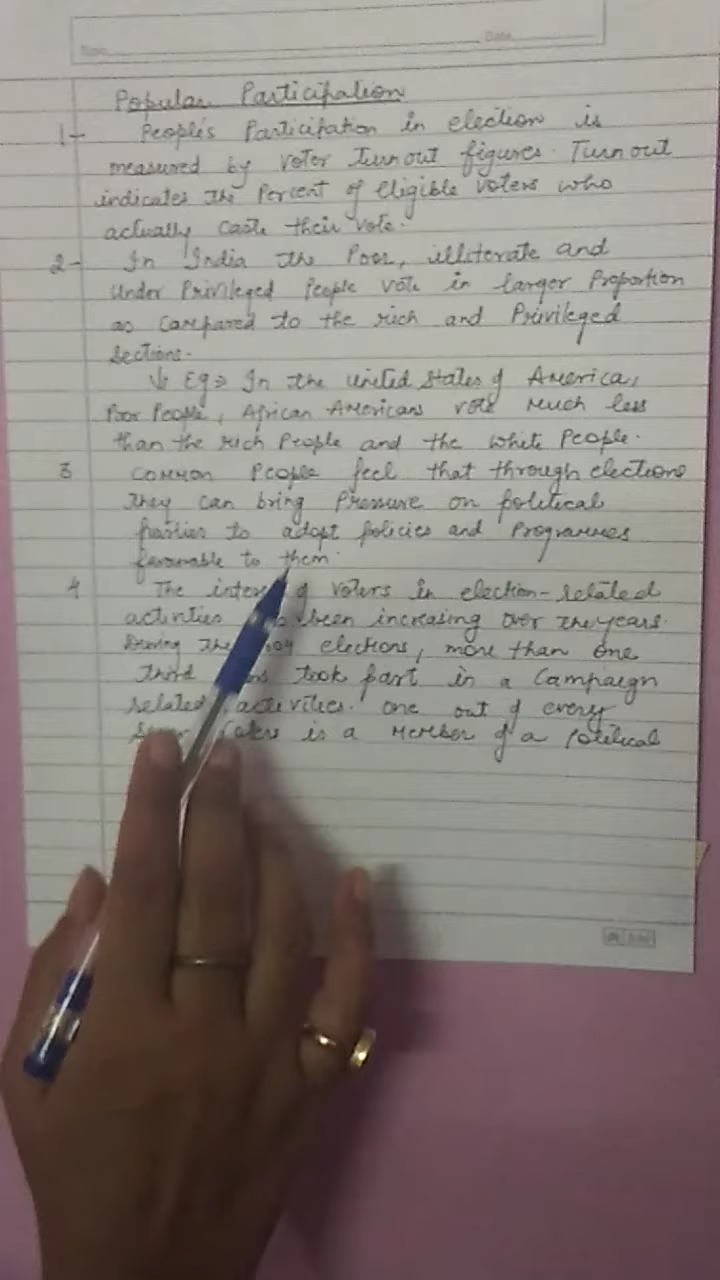 Date
Popular Participation
1- People's Participation in election is
measured by voter Turnout figures. Turnout
indicates the Percent of eligible voters who
actually caste their vote.
2- In India the Poor, illiterate and
Under Privileged People vote in larger Proportion
as compared to the rich and Privileged
Sections.
Eg⇒ In the united States of America,
Poor People, African Americans vote much less
than the rich People and the white People.
3 Common People feel that through elections
They can bring Pressure on political
parties to adopt policies and Programmes
favourable to them.
4 The of voters in election-related
activities been increasing over the years.
During the elections, more than one
third took part in a Campaign
related activities. one out of every
is a member of a Political